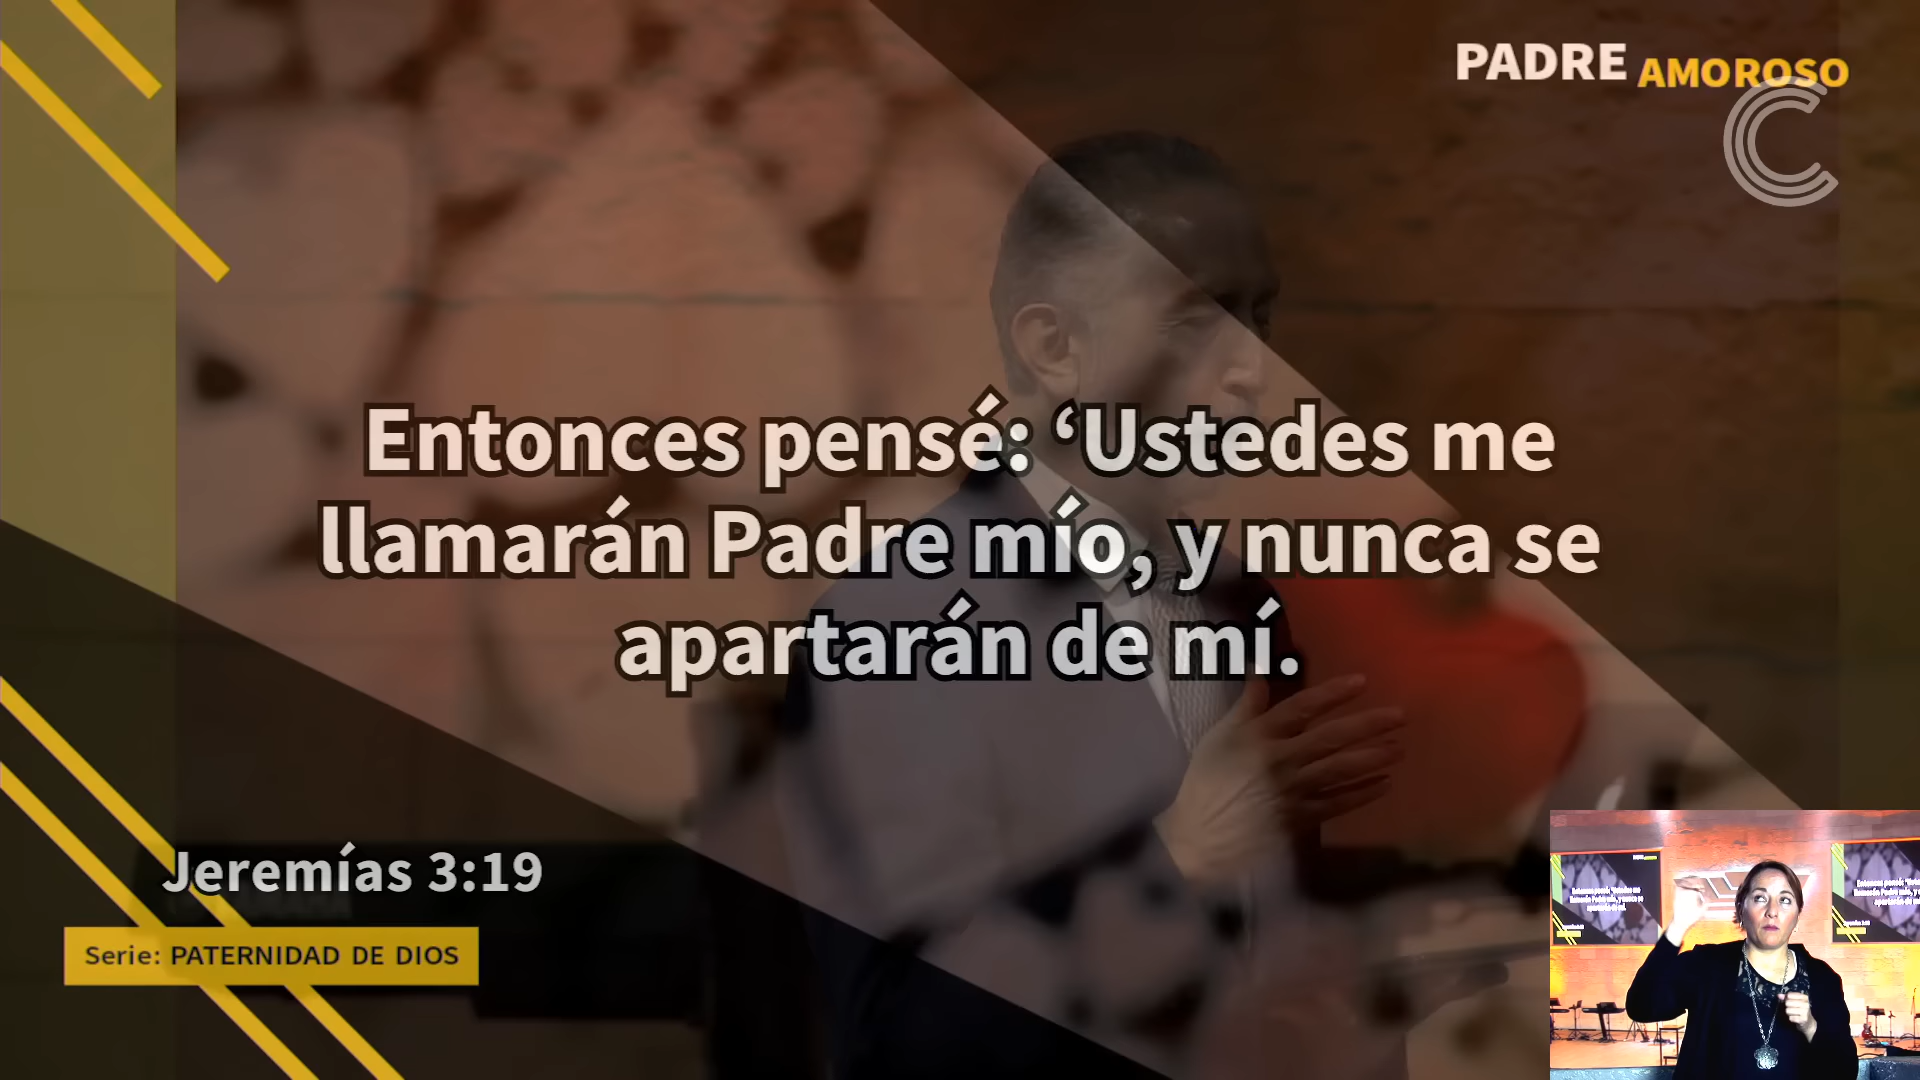 PADRE AMOROSO
Entonces pensé: ‘Ustedes me
llamarán Padre mío, y nunca se
apartarán de mí.
Jeremías 3:19
Serie: PATERNIDAD DE DIOS